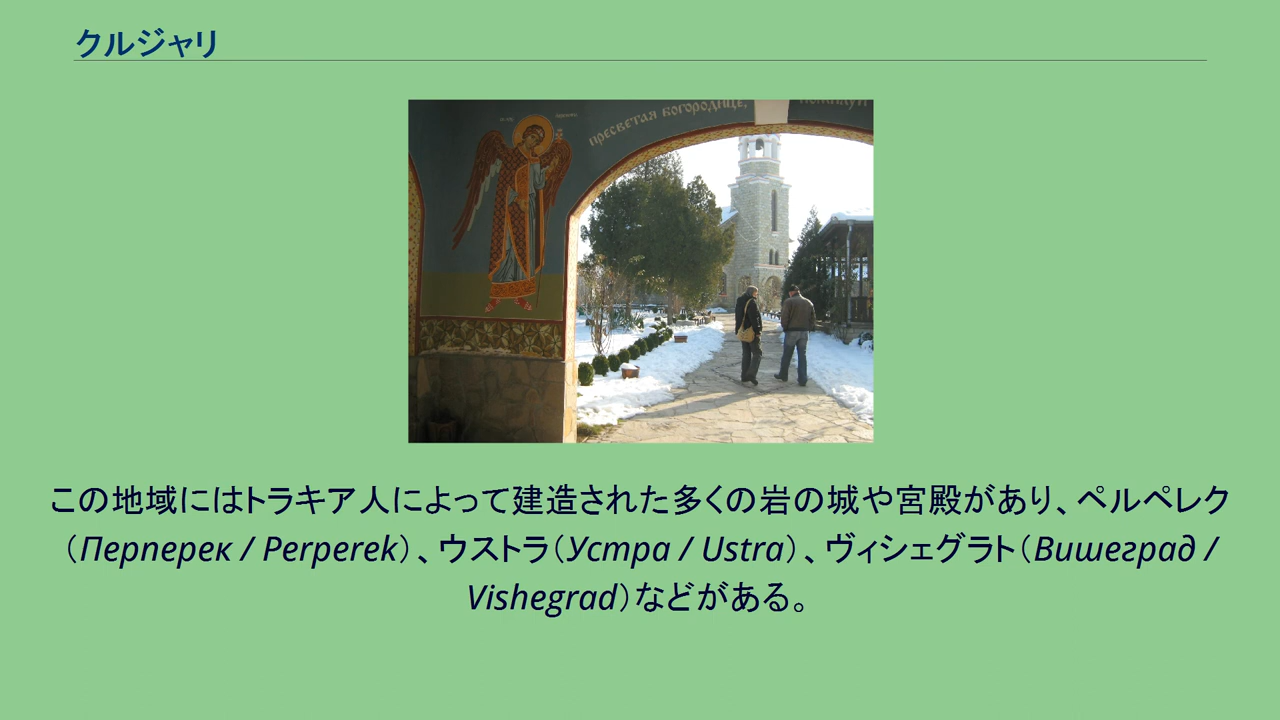 クルジャリ
пресветая богородице,
この地域にはトラキア人によって建造された多くの岩の城や宮殿があり、ペルペレク
（Перперек / Perperek）、ウストラ（Устра / Ustra）、ヴィシェグラト（Вишеград /
Vishegrad）などがある。